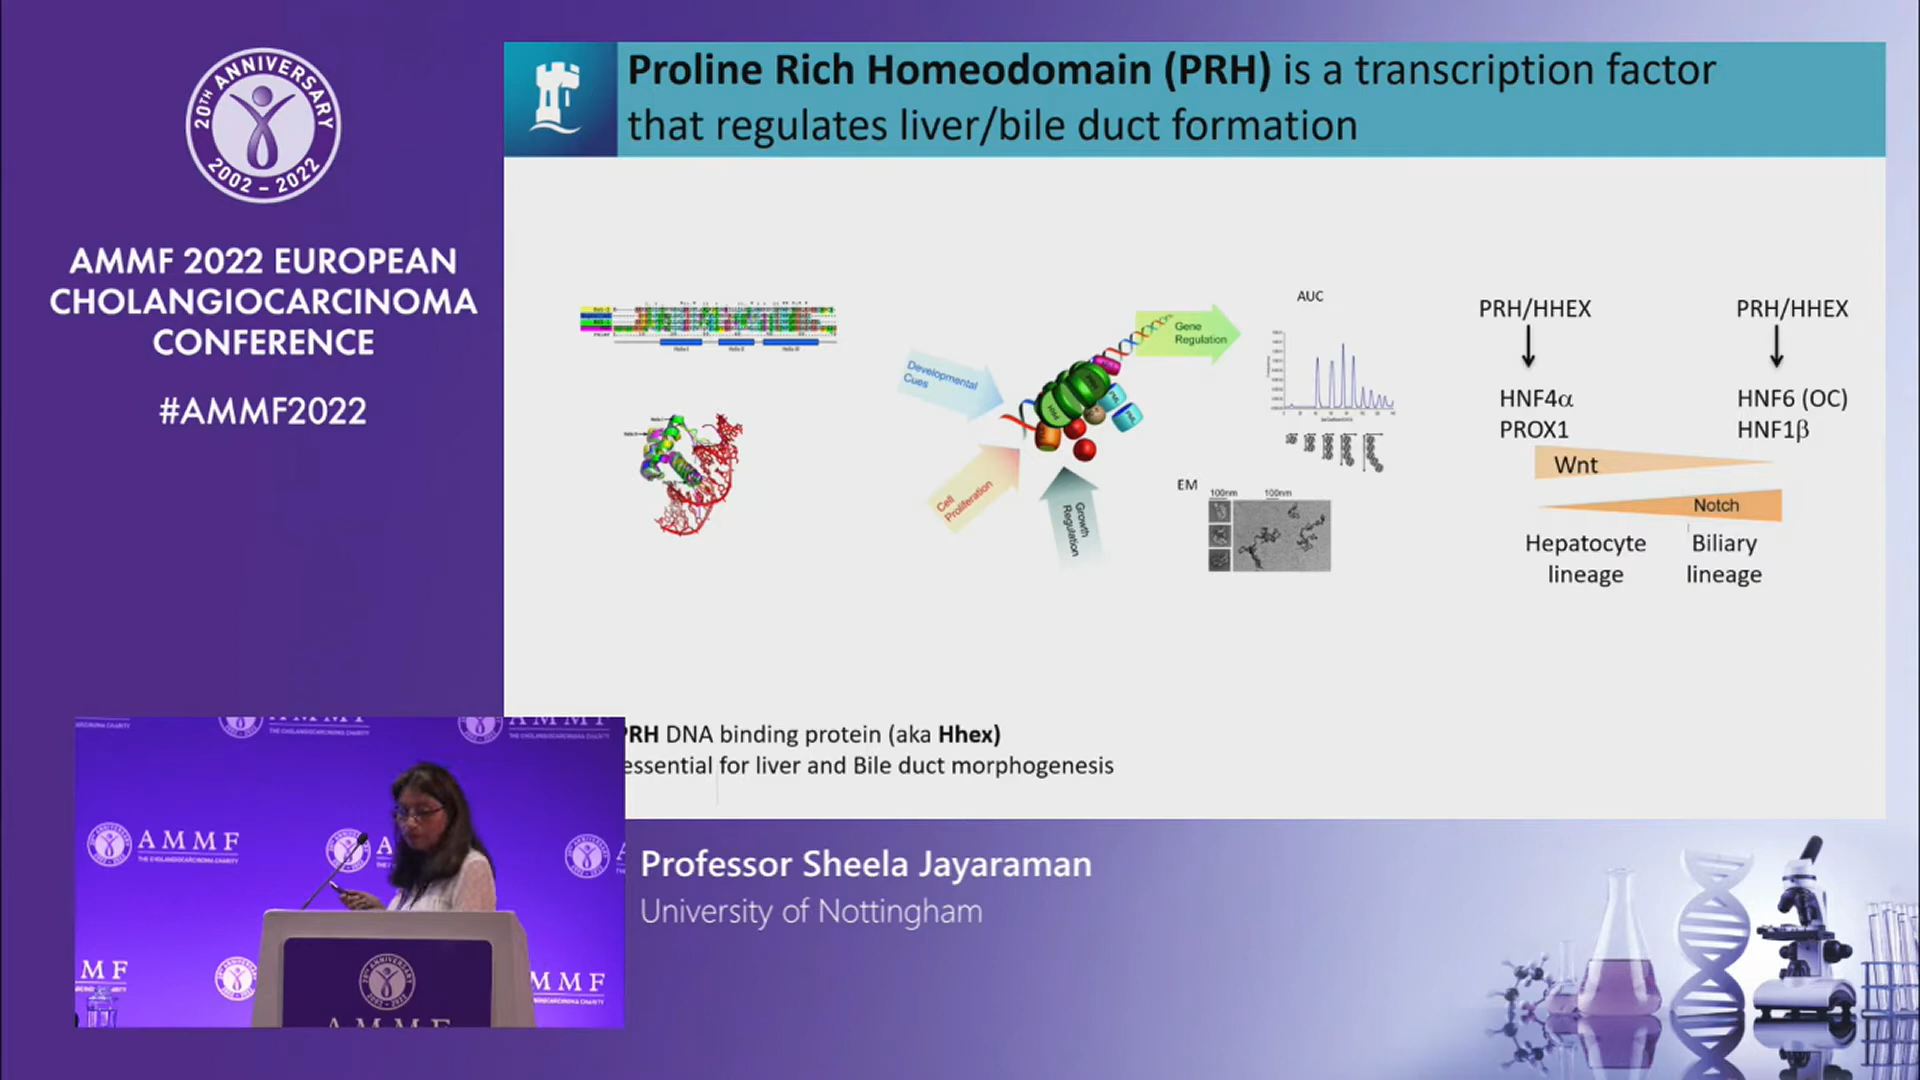 20TH ANNIVERSARY
2002 – 2022
AMMF 2022 EUROPEAN
CHOLANGIOCARCINOMA
CONFERENCE
#AMMF2022
Proline Rich Homeodomain (PRH) is a transcription factor
that regulates liver/bile duct formation
Developmental
Cues
Cell
Proliferation
Growth
Regulation
Gene
Regulation
AUC
EM
100nm 100nm
PRH/HHEX
HNF4α
PROX1
PRH/HHEX
HNF6 (OC)
HNF1β
Wnt
Notch
Hepatocyte
lineage
Biliary
lineage
PRH DNA binding protein (aka Hhex)
essential for liver and Bile duct morphogenesis
AMMF
THE CHOLANGIOCARCINOMA CHARITY
MF
AMMF
AMMF
Professor Sheela Jayaraman
University of Nottingham